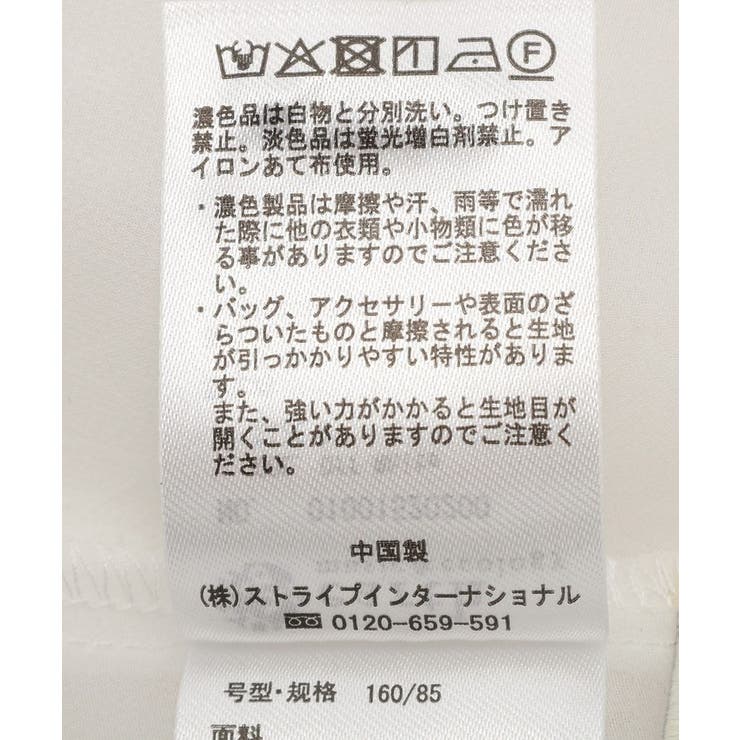 F
濃色品は白物と分別洗い。つけ置き
禁止。淡色品は蛍光増白剤禁止。ア
イロンあて布使用。
・濃色製品は摩擦や汗、雨等で濡れ
た際に他の衣類や小物類に色が移
る事がありますのでご注意くださ
い。
・バッグ、アクセサリーや表面のざ
らついたものと摩擦されると生地
が引っかかりやすい特性がありま
す。
また、強い力がかかると生地目が
開くことがありますのでご注意く
ださい。
中国製
(株)ストライプインターナショナル
0120-659-591
号型・规格 160/85
面料